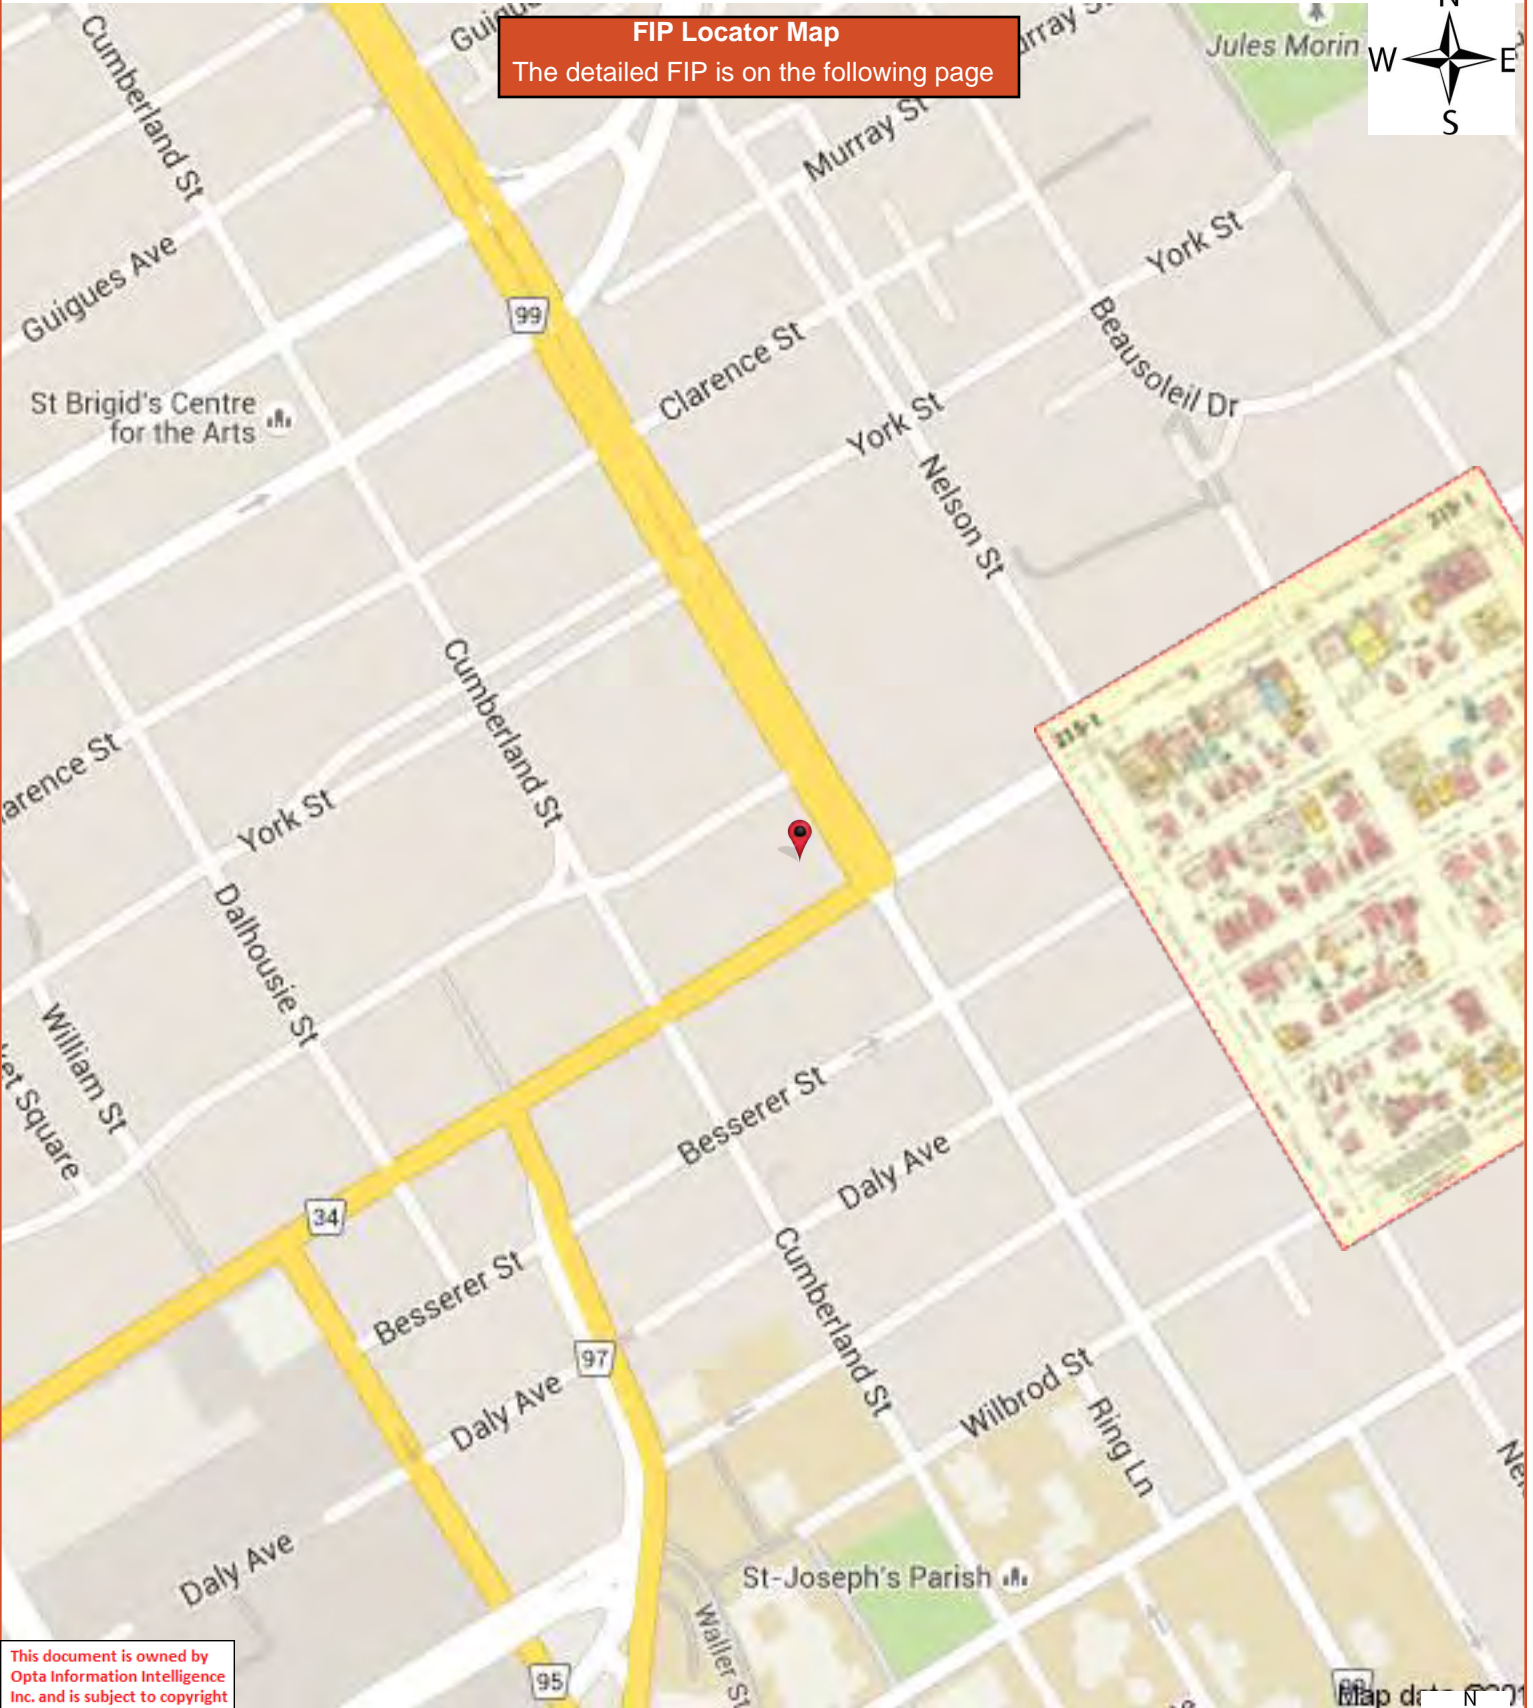 N
FIP Locator Map
The detailed FIP is on the following page
W
E
S
Jules Morin
Cumberland St
Murray St
York St
Guigues Ave
99
Beausoleil Dr
Clarence St
St Brigid's Centre
for the Arts
York St
Nelson St
Cumberland St
York St
Dalhousie St
William St
Besserer St
Daly Ave
34
Besserer St
Cumberland St
97
Daly Ave
Wilbrod St
Ring Ln
Daly Ave
St-Joseph's Parish
Waller St
95
This document is owned by
Opta Information Intelligence
Inc. and is subject to copyright
N